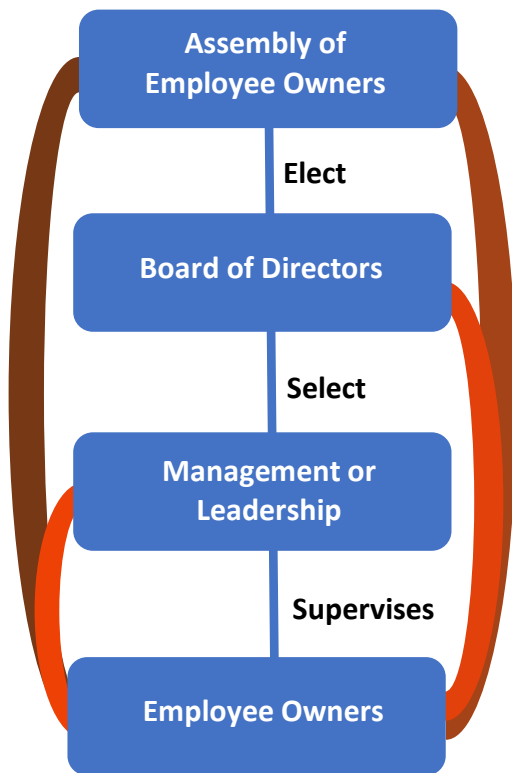 Assembly of
Employee Owners
Elect
Board of Directors
Select
Management or
Leadership
Supervises
Employee Owners